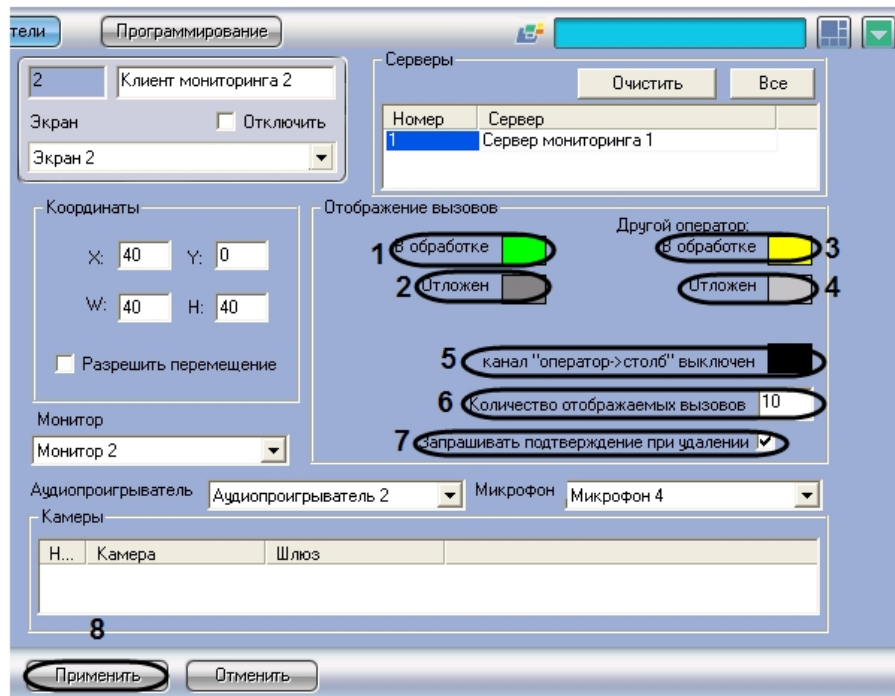 тели Программирование
2 Клиент мониторинга 2
Экран Отключить
Экран 2
Серверы
Очистить Все
Номер Сервер
1 Сервер мониторинга 1
Координаты
X: 40 Y: 0
W: 40 H: 40
Разрешить перемещение
Монитор
Монитор 2
Отображение вызовов
Другой оператор:
1 В обработке В обработке 3
2 Отложен Отложен 4
5 канал "оператор->столб" выключен
6 Количество отображаемых вызовов 10
7 Запрашивать подтверждение при удалении
Аудиопроигрыватель Аудиопроигрыватель 2 Микрофон Микрофон 4
Камеры
Н... Камера Шлюз
8
Применить Отменить